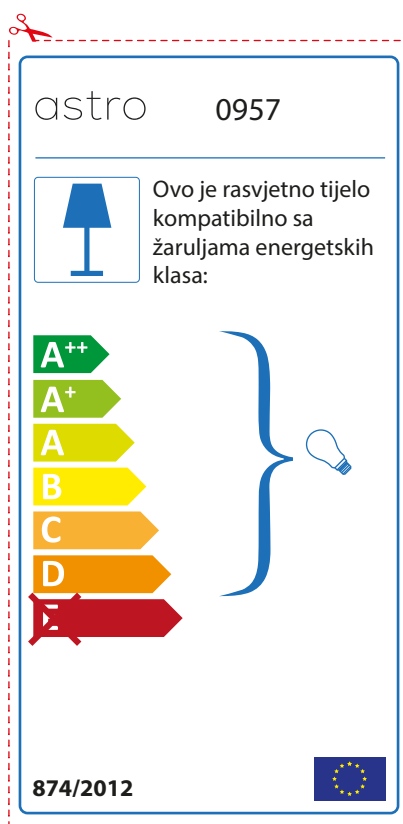 astro 0957
Ovo je rasvjetno tijelo
kompatibilno sa
žaruljama energetskih
klasa:
A++
A+
A
B
C
D
E
874/2012